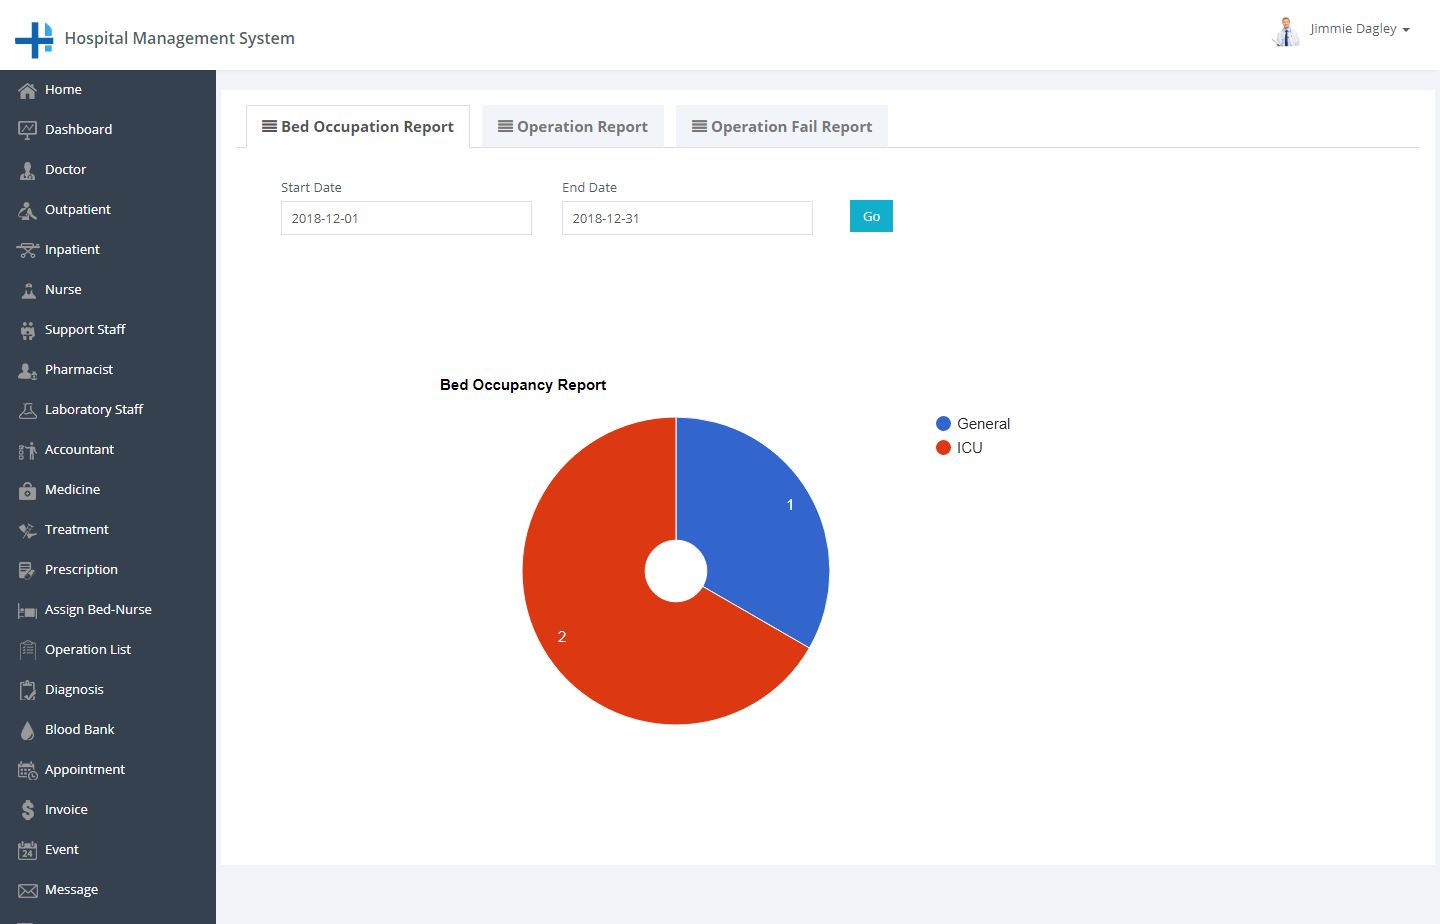 Hospital Management System
Jimmie Dagley
Home
Dashboard
Doctor
Outpatient
Inpatient
Nurse
Support Staff
Pharmacist
Laboratory Staff
Accountant
Medicine
Treatment
Prescription
Assign Bed-Nurse
Operation List
Diagnosis
Blood Bank
Appointment
Invoice
24
Event
Message
Bed Occupation Report
Operation Report
Operation Fail Report
Start Date
End Date
2018-12-01
2018-12-31
Go
Bed Occupancy Report
General
ICU
1
2